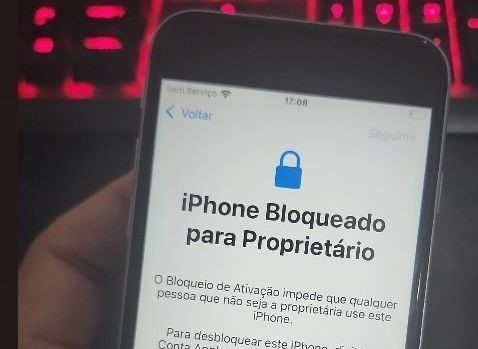 Sem Serviço
17:08
Voltar
Seguinte
iPhone Bloqueado
para Proprietário
O Bloqueio de Ativação impede que qualquer
pessoa que não seja a proprietária use este
iPhone.
Para desbloquear este iPhone,
Conta